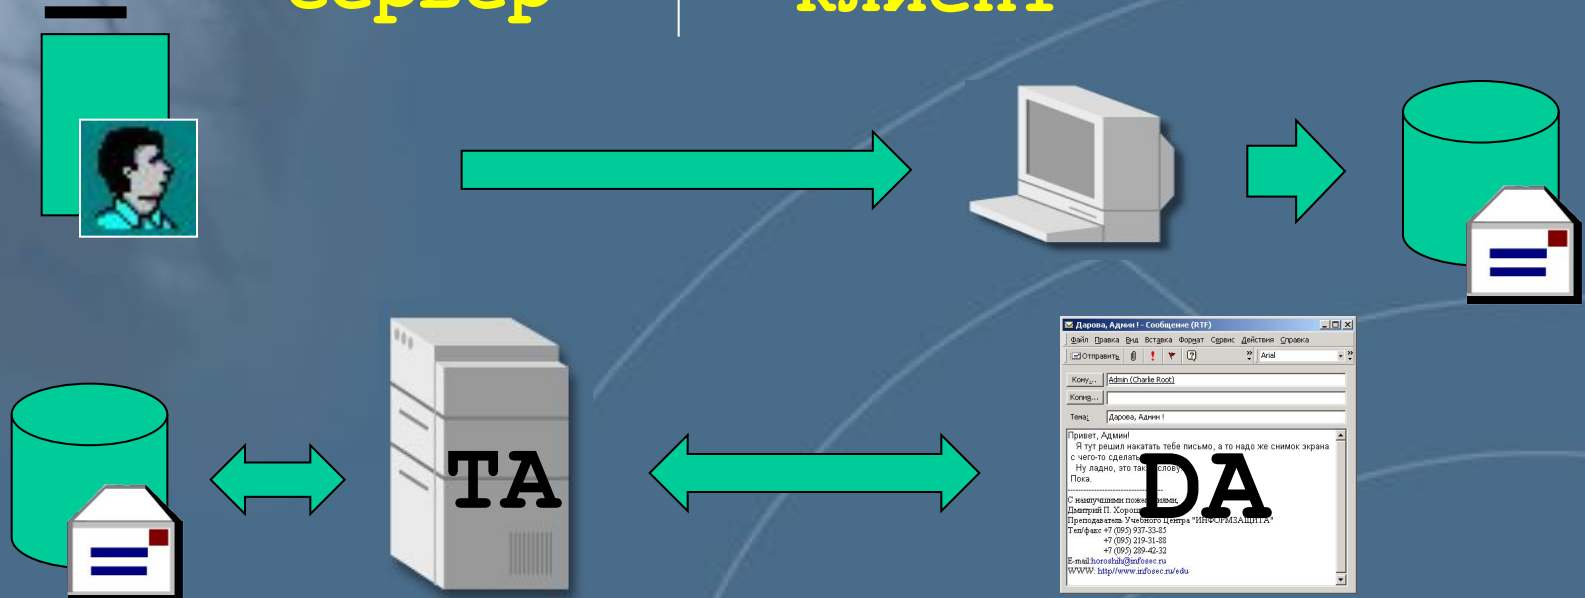 Сервер
клиент
TA
DA
Дарова, Админ ! - Сообщение (RTF)
Файл Правка Вид Вставка Формат Сервис Действия Справка
Отправить
Arial
Кому...
Admin (Charlie Root)
Копия...
Тема:
Дарова, Админ !
Привет, Админ!
Я тут решил накатать тебе письмо, а то надо же снимок экрана
с чего-то сделать
Ну ладно, это так
Пока.
-----------------------------------
С наилучшими
Дмитрий П.
Преподаватель Учебного Центра "ИНФОРМЗАЩИТА"
Тел/факс +7 (095) 937-33-85
+7 (095) 219-31-88
+7 (095) 289-42-32
E-mail:horoshih@infosec.ru
WWW: http//www.infosec.ru/edu